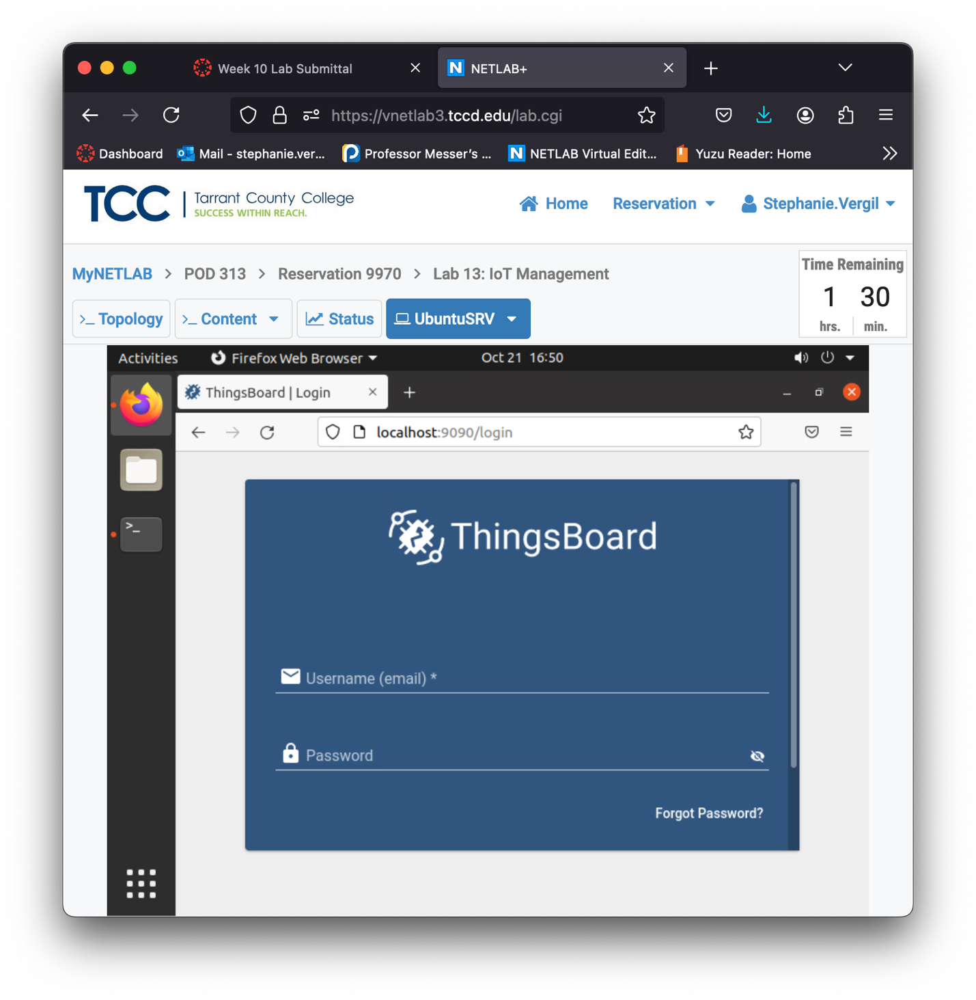 Week 10 Lab Submittal
NETLAB+
https://vnetlab3.tccd.edu/lab.cgi
Dashboard
Mail - stephanie.ver...
Professor Messer's ...
NETLAB Virtual Edit...
Yuzu Reader: Home
TCC | Tarrant County College
SUCCESS WITHIN REACH.
Home
Reservation
Stephanie.Vergil
MyNETLAB > POD 313 > Reservation 9970 > Lab 13: IoT Management
Time Remaining
1 30
hrs. min.
>_ Topology
>_ Content
Status
UbuntuSRV
Activities
Firefox Web Browser
Oct 21 16:50
ThingsBoard | Login
localhost:9090/login
ThingsBoard
Username (email) *
Password
Forgot Password?